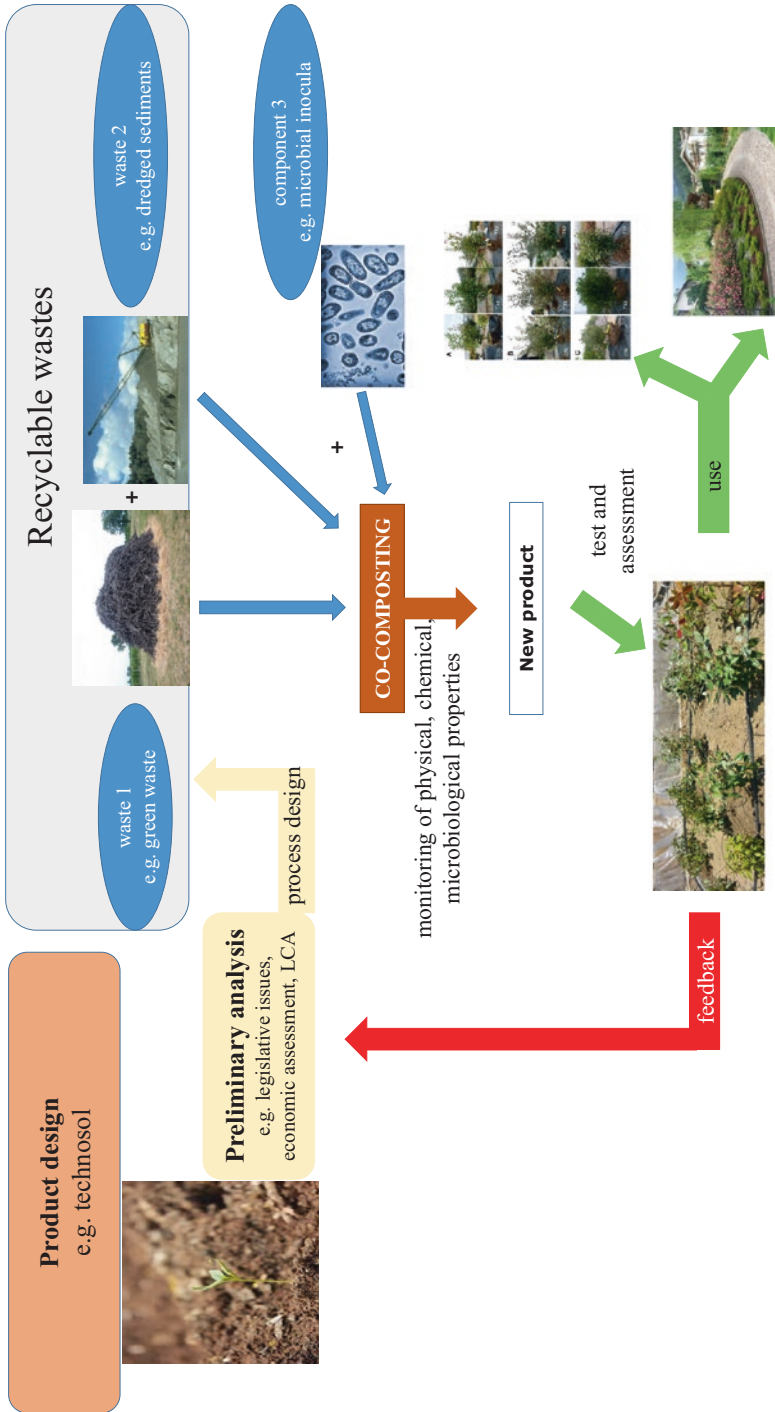 Product design
e.g. technosol
Recyclable wastes
waste 1
e.g. green waste
+
waste 2
e.g. dredged sediments
Preliminary analysis
e.g. legislative issues,
economic assessment, LCA
process design
component 3
e.g. microbial inocula
+
CO-COMPOSTING
monitoring of physical, chemical,
microbiological properties
New product
test and
assessment
feedback
use
A
B
C